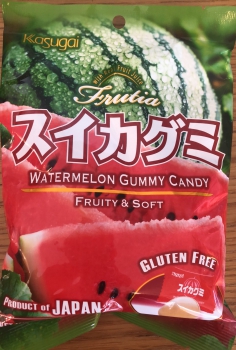 Kasugai
Frutia
スイカグミ
WATERMELON GUMMY CANDY
FRUITY & SOFT
GLUTEN FREE
スイカグミ
PRODUCT OF JAPAN